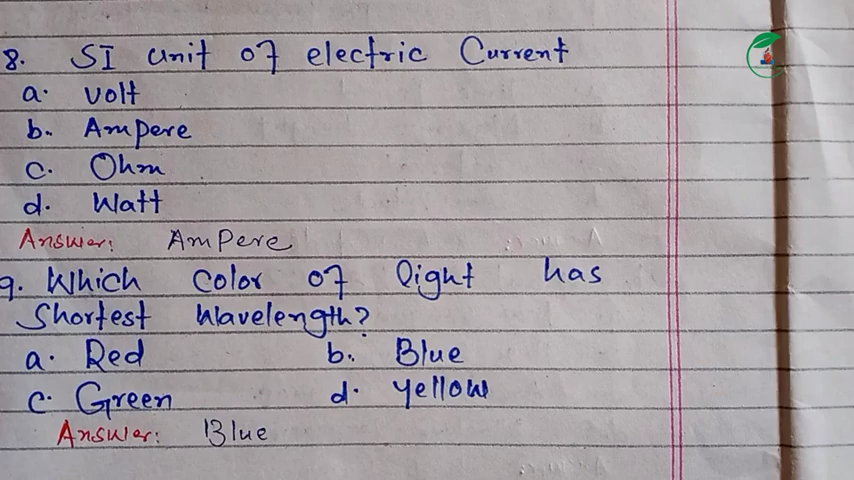 8. SI unit of electric Current
a. Volt
b. Ampere
c. Ohm
d. Watt
Answer: Ampere
9. Which color of light has
Shortest Wavelength?
a. Red b. Blue
c. Green d. yellow
Answer: Blue